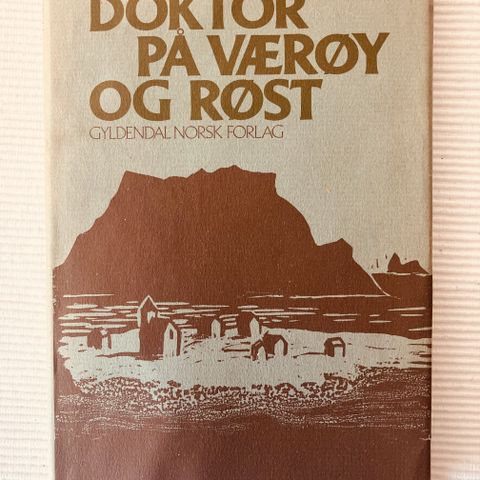 DOKTOR
PÅ VÆRØY
OG RØST
GYLDENDAL NORSK FORLAG